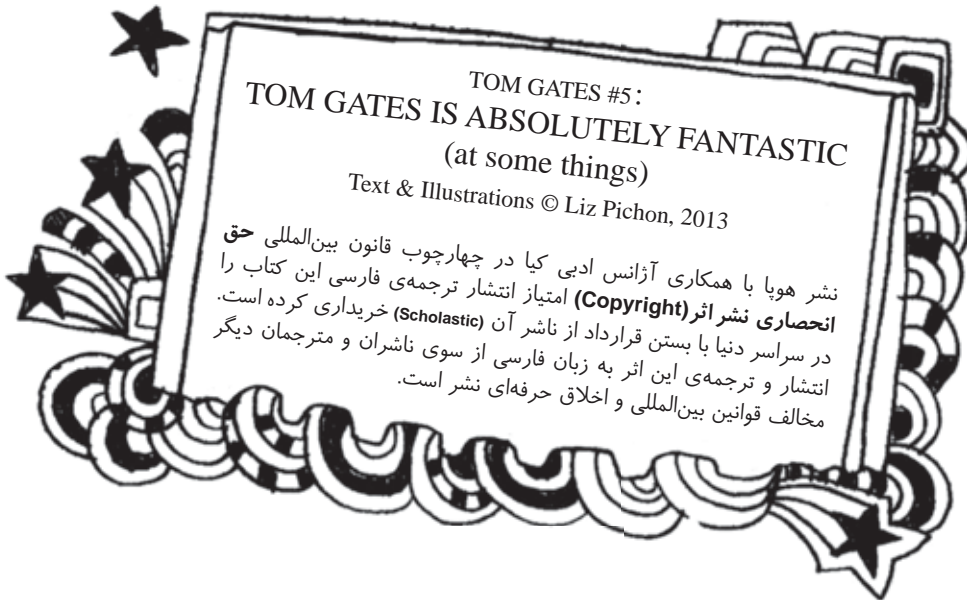 TOM GATES #5:
TOM GATES IS ABSOLUTELY FANTASTIC
(at some things)
Text & Illustrations © Liz Pichon, 2013
نشر هوپا با همکاری آژانس ادبی کیا در چهارچوب قانون بین‌المللی حق
انحصاری نشر اثر(Copyright) امتیاز انتشار ترجمه‌ی فارسی این کتاب را
در سراسر دنیا با بستن قرارداد از ناشر آن (Scholastic) خریداری کرده است.
انتشار و ترجمه‌ی این اثر به زبان فارسی از سوی ناشران و مترجمان دیگر
مخالف قوانین بین‌المللی و اخلاق حرفه‌ای نشر است.